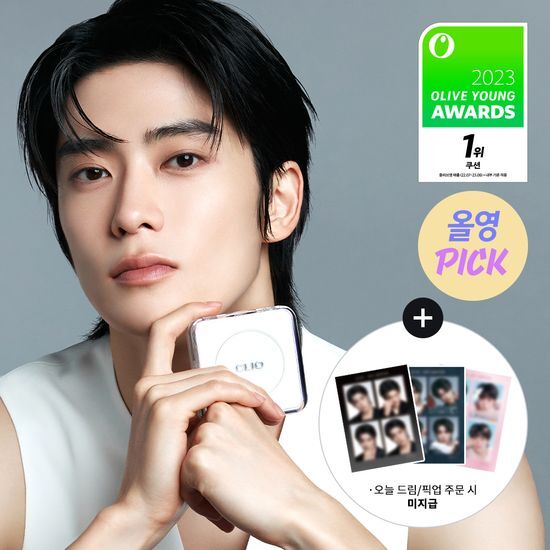 2023
OLIVE YOUNG
AWARDS
1위
쿠션
올영
PICK
CLIO
+
· 오늘 드림/픽업 주문 시
미지급